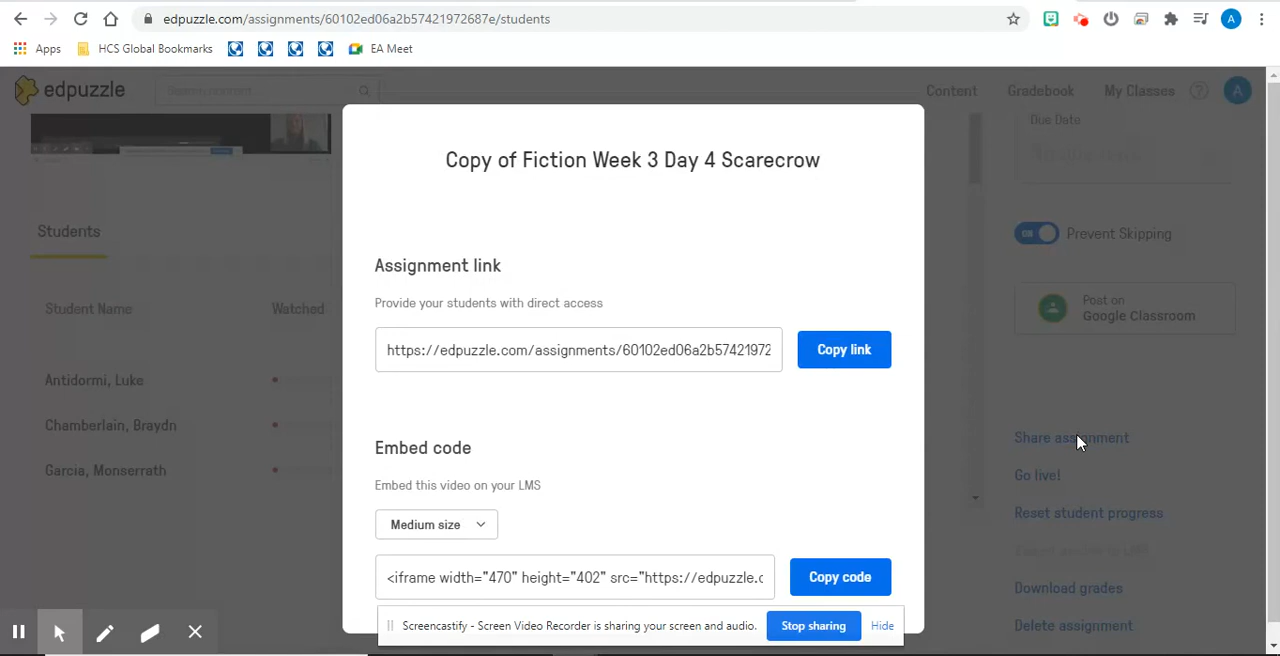 edpuzzle.com/assignments/60102ed06a2b57421972687e/students
A
Apps
HCS Global Bookmarks
EA Meet
edpuzzle
Content
Gradebook
My Classes
?
A
Due Date
Copy of Fiction Week 3 Day 4 Scarecrow
Students
ON
Prevent Skipping
Assignment link
Student Name
Watched
Provide your students with direct access
Post on
Google Classroom
https://edpuzzle.com/assignments/60102ed06a2b57421972
Copy link
Antidormi, Luke
Chamberlain, Braydn
Share assignment
Embed code
Garcia, Monserrath
Go live!
Embed this video on your LMS
Reset student progress
Medium size
Download grades
<iframe width="470" height="402" src="https://edpuzzle.c
Copy code
Delete assignment
Screencastify - Screen Video Recorder is sharing your screen and audio.
Stop sharing
Hide